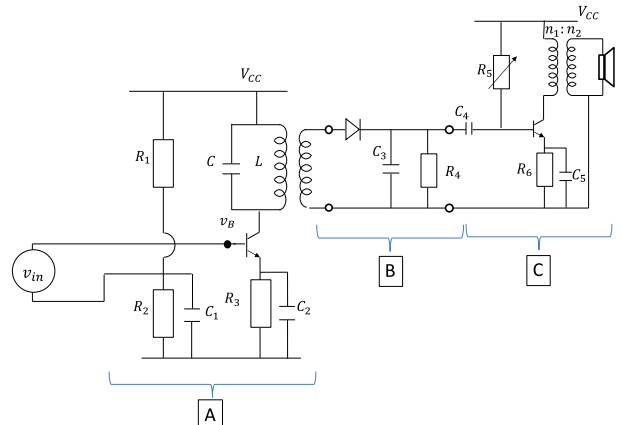 V_CC
n_1 : n_2
R_5
V_CC
C_4
R_1
C
L
C_3
R_4
R_6
C_5
v_B
B
C
v_in
R_2
C_1
R_3
C_2
A